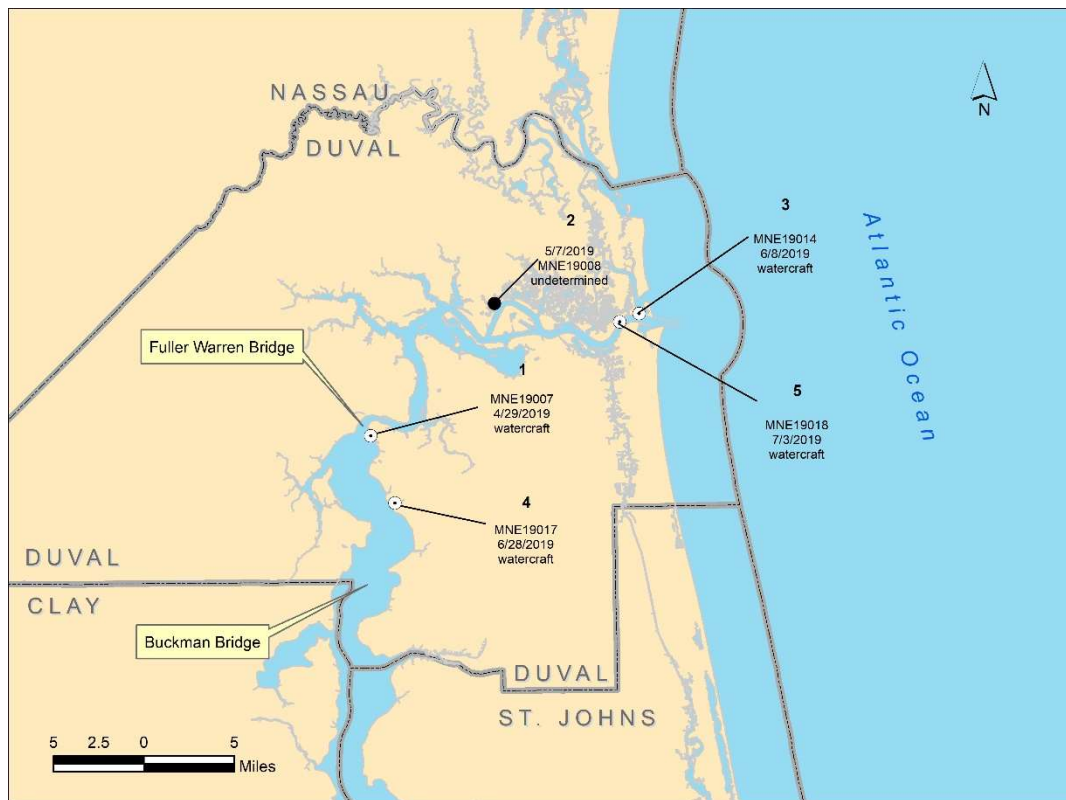 NASSAU
DUVAL
N
2
5/7/2019
MNE19008
undetermined
3
MNE19014
6/8/2019
watercraft
Atlantic Ocean
Fuller Warren Bridge
1
MNE19007
4/29/2019
watercraft
5
MNE19018
7/3/2019
watercraft
4
MNE19017
6/28/2019
watercraft
DUVAL
CLAY
Buckman Bridge
DUVAL
ST. JOHNS
5 2.5 0 5
Miles